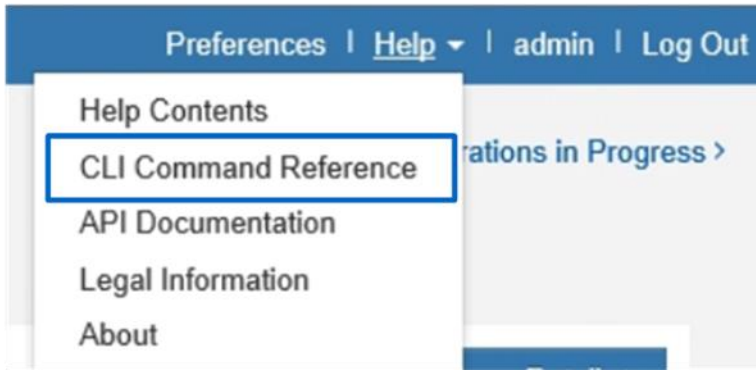 Preferences | Help | admin | Log Out
Help Contents
CLI Command Reference
rations in Progress >
API Documentation
Legal Information
About